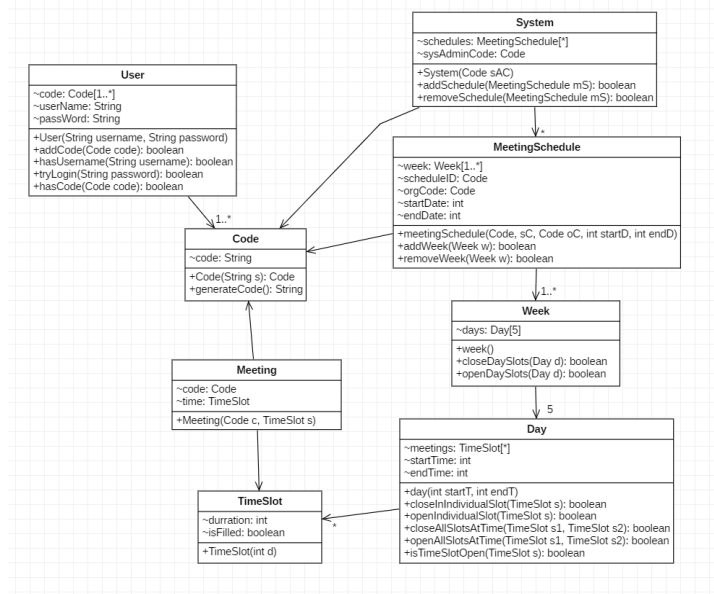 System
~schedules: MeetingSchedule[*]
~sysAdminCode: Code
+System(Code sAC)
+addSchedule(MeetingSchedule mS): boolean
+removeSchedule(MeetingSchedule mS): boolean
User
~code: Code[1..*]
~userName: String
~passWord: String
+User(String username, String password)
+addCode(Code code): boolean
+hasUsername(String username): boolean
+tryLogin(String password): boolean
+hasCode(Code code): boolean
*
MeetingSchedule
~week: Week[1..*]
~scheduleID: Code
~orgCode: Code
~startDate: int
~endDate: int
+meetingSchedule(Code, sC, Code oC, int startD, int endD)
+addWeek(Week w): boolean
+removeWeek(Week w): boolean
1..*
Code
~code: String
+Code(String s): Code
+generateCode(): String
1..*
Week
~days: Day[5]
+week()
+closeDaySlots(Day d): boolean
+openDaySlots(Day d): boolean
Meeting
~code: Code
~time: TimeSlot
+Meeting(Code c, TimeSlot s)
5
Day
~meetings: TimeSlot[*]
~startTime: int
~endTime: int
+day(int startT, int endT)
+closeInIndividualSlot(TimeSlot s): boolean
+openIndividualSlot(TimeSlot s): boolean
+closeAllSlotsAtTime(TimeSlot s1, TimeSlot s2): boolean
+openAllSlotsAtTime(TimeSlot s1, TimeSlot s2): boolean
+isTimeSlotOpen(TimeSlot s): boolean
TimeSlot
~durration: int
~isFilled: boolean
+TimeSlot(int d)
*